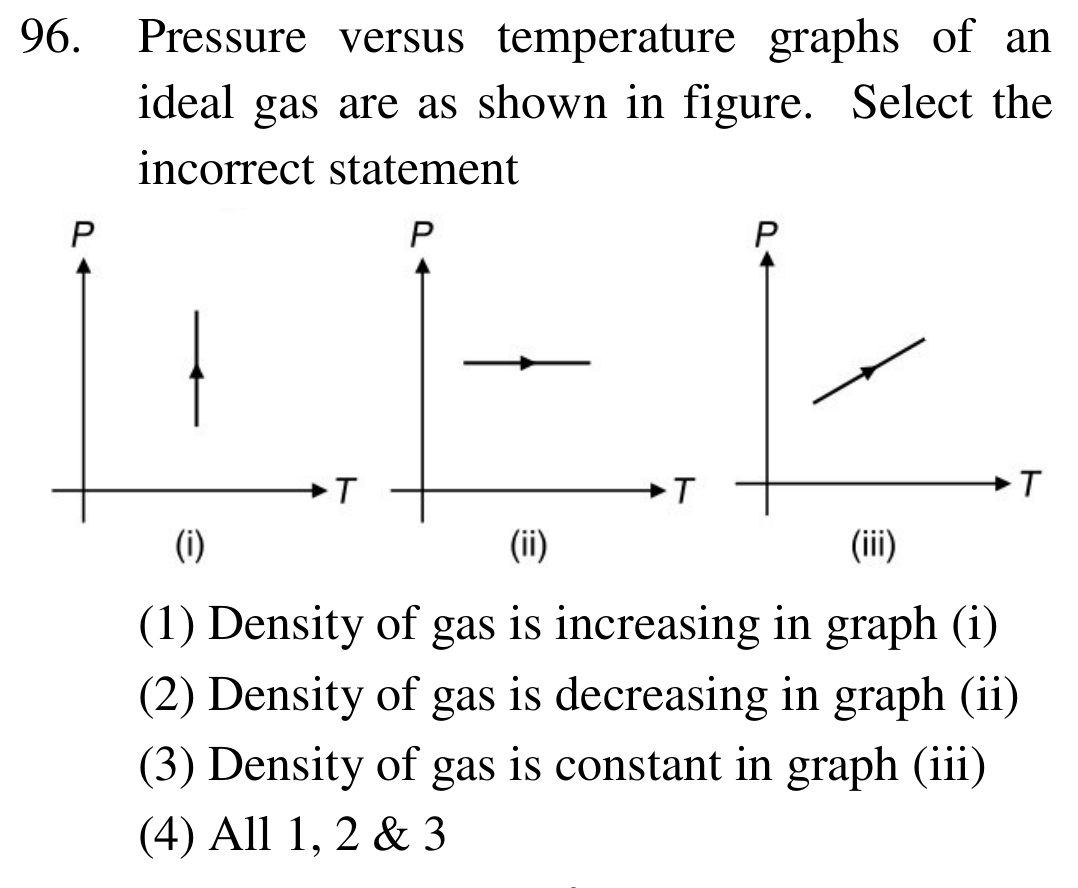 96. Pressure versus temperature graphs of an
ideal gas are as shown in figure. Select the
incorrect statement
P P P
T T T
(i) (ii) (iii)
(1) Density of gas is increasing in graph (i)
(2) Density of gas is decreasing in graph (ii)
(3) Density of gas is constant in graph (iii)
(4) All 1, 2 & 3